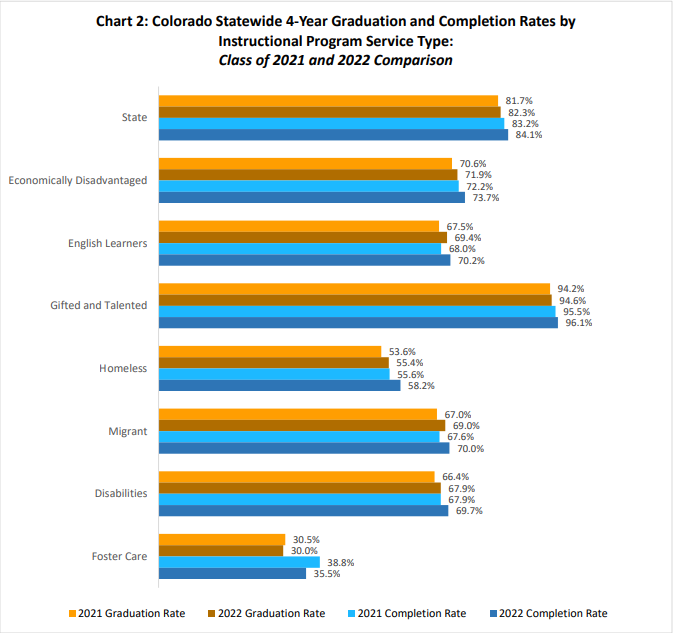 Chart 2: Colorado Statewide 4-Year Graduation and Completion Rates by
Instructional Program Service Type:
Class of 2021 and 2022 Comparison
State
81.7%
82.3%
83.2%
84.1%
Economically Disadvantaged
70.6%
71.9%
72.2%
73.7%
English Learners
67.5%
69.4%
68.0%
70.2%
Gifted and Talented
94.2%
94.6%
95.5%
96.1%
Homeless
53.6%
55.4%
55.6%
58.2%
Migrant
67.0%
69.0%
67.6%
70.0%
Disabilities
66.4%
67.9%
67.9%
69.7%
Foster Care
30.5%
30.0%
38.8%
35.5%
2021 Graduation Rate
2022 Graduation Rate
2021 Completion Rate
2022 Completion Rate